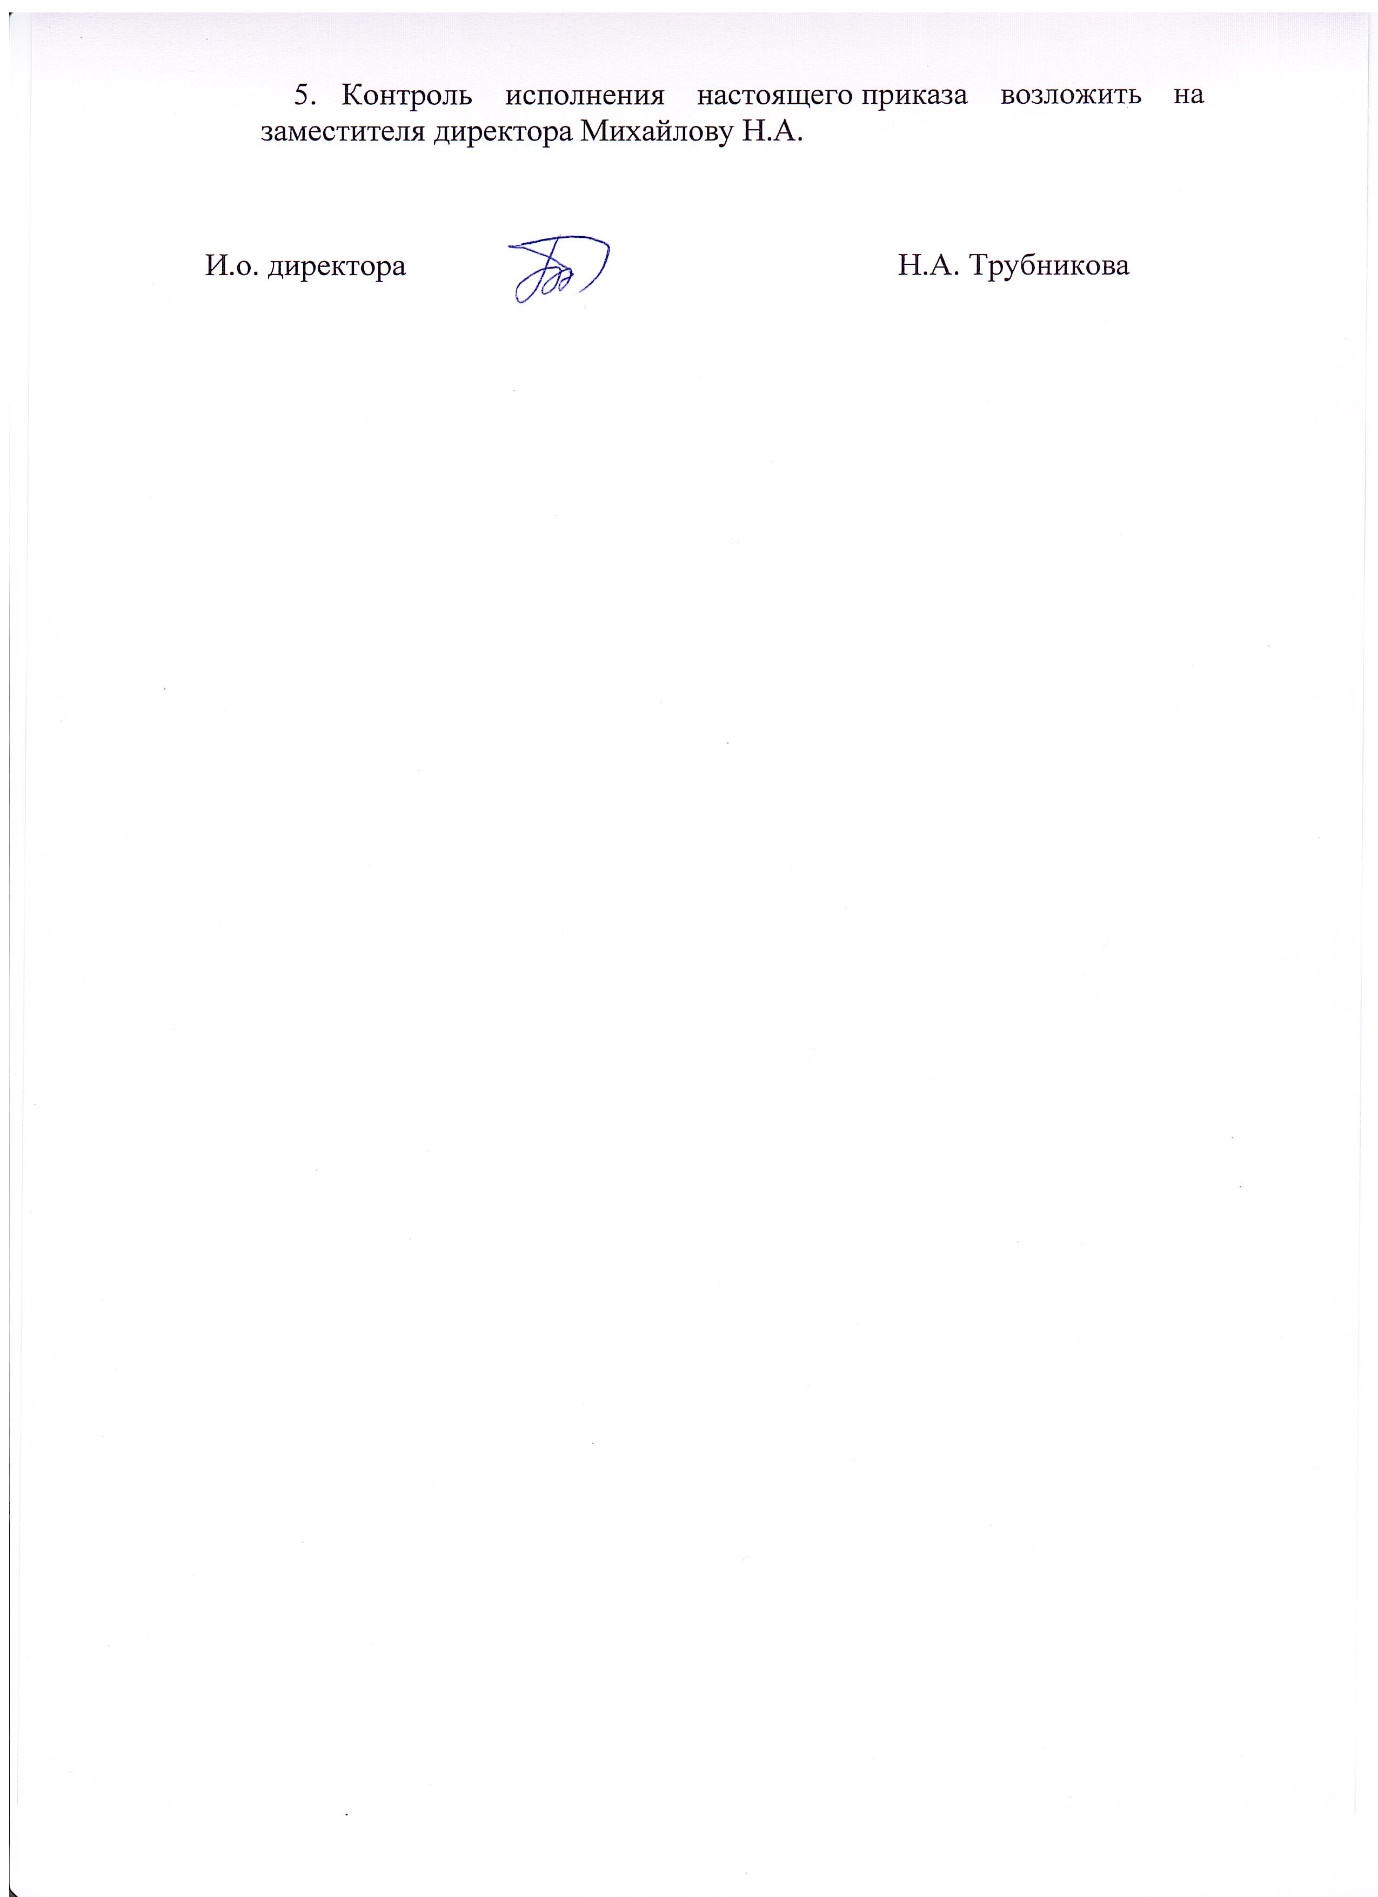 5. Контроль исполнения настоящего приказа возложить на
заместителя директора Михайлову Н.А.
И.о. директора Н.А. Трубникова